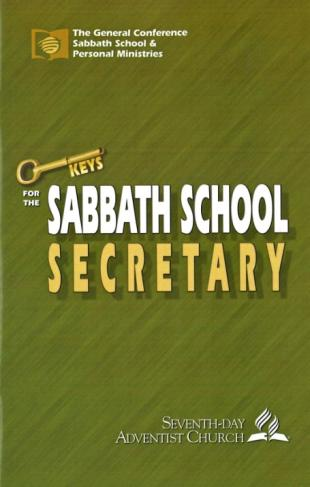 The General Conference
Sabbath School &
Personal Ministries
KEYS
FOR
THE
SABBATH SCHOOL
SECRETARY
SEVENTH-DAY
ADVENTIST CHURCH